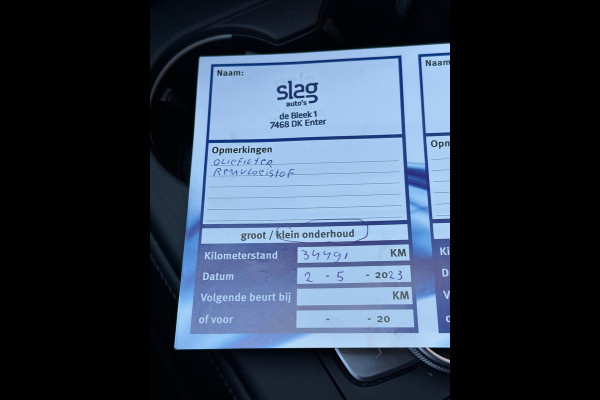 Naam:
slag
auto's
de Bleek 1
7468 DK Enter
Opmerkingen
OLIEFILTER
REMVLOEISTOF
groot / klein onderhoud
Kilometerstand 34491 KM
Datum 2 - 5 - 2023
Volgende beurt bij KM
of voor - - 20
Naam
Opm
Ki
D
V
o